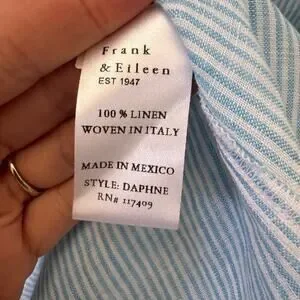 Frank
& Eileen
EST 1947
100% LINEN
WOVEN IN ITALY
MADE IN MEXICO
STYLE: DAPHNE
RN# 117409